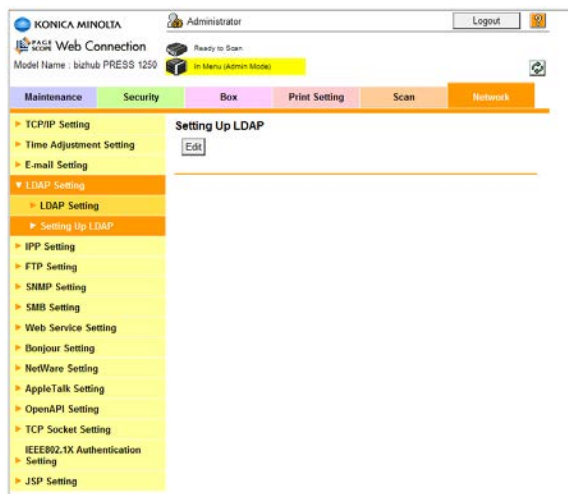 KONICA MINOLTA
Administrator
Logout
?
PAGE SCOPE Web Connection
Ready to Scan
Model Name : bizhub PRESS 1250
In Menu (Admin Mode)
Maintenance
Security
Box
Print Setting
Scan
Network
TCP/IP Setting
Time Adjustment Setting
E-mail Setting
LDAP Setting
LDAP Setting
Setting Up LDAP
IPP Setting
FTP Setting
SNMP Setting
SMB Setting
Web Service Setting
Bonjour Setting
NetWare Setting
AppleTalk Setting
OpenAPI Setting
TCP Socket Setting
IEEE802.1X Authentication
Setting
JSP Setting
Setting Up LDAP
Edit